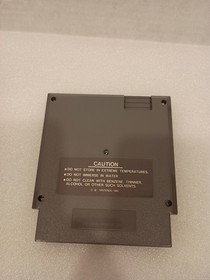 CAUTION
•DO NOT STORE IN EXTREME TEMPERATURES.
•DO NOT IMMERSE IN WATER.
•DO NOT CLEAN WITH BENZENE, THINNER,
ALCOHOL OR OTHER SUCH SOLVENTS.